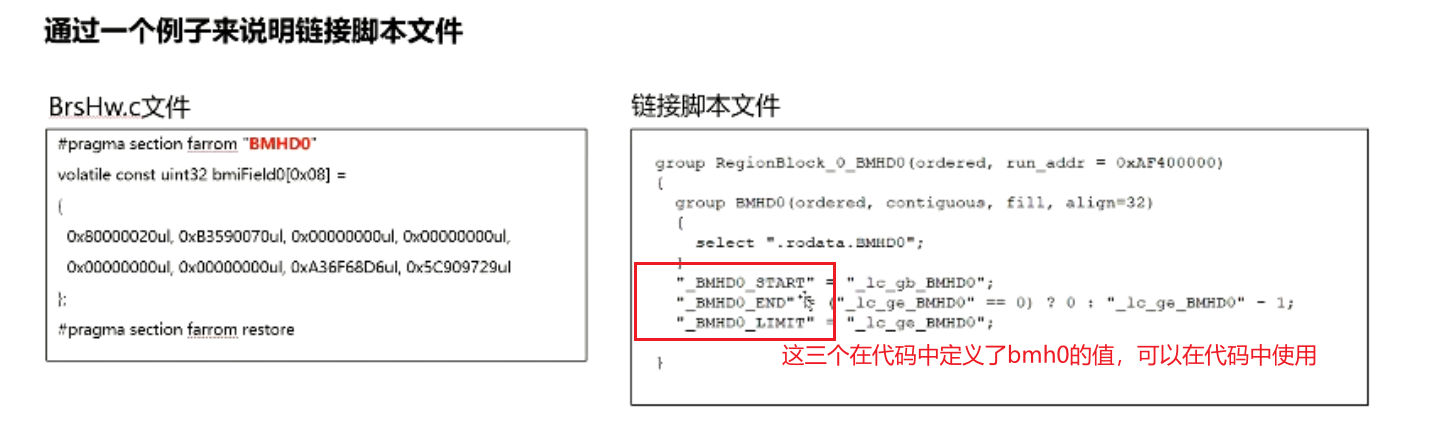 通过一个例子来说明链接脚本文件
BrsHw.c文件
#pragma section farrom "BMHD0"
volatile const uint32 bmiField0[0x08] =
{
0x80000020ul, 0xB3590070ul, 0x00000000ul, 0x00000000ul,
0x00000000ul, 0x00000000ul, 0xA36F68D6ul, 0x5C909729ul
};
#pragma section farrom restore
链接脚本文件
group RegionBlock_0_BMHD0(ordered, run_addr = 0xAF400000)
{
group BMHD0(ordered, contiguous, fill, align=32)
{
select ".rodata.BMHD0";
}
"_BMHD0_START" = "_lc_gb_BMHD0";
"_BMHD0_END" = ("_lc_ge_BMHD0" == 0) ? 0 : "_lc_ge_BMHD0" - 1;
"_BMHD0_LIMIT" = "_lc_ge_BMHD0";
这三个在代码中定义了bmh0的值，可以在代码中使用
}